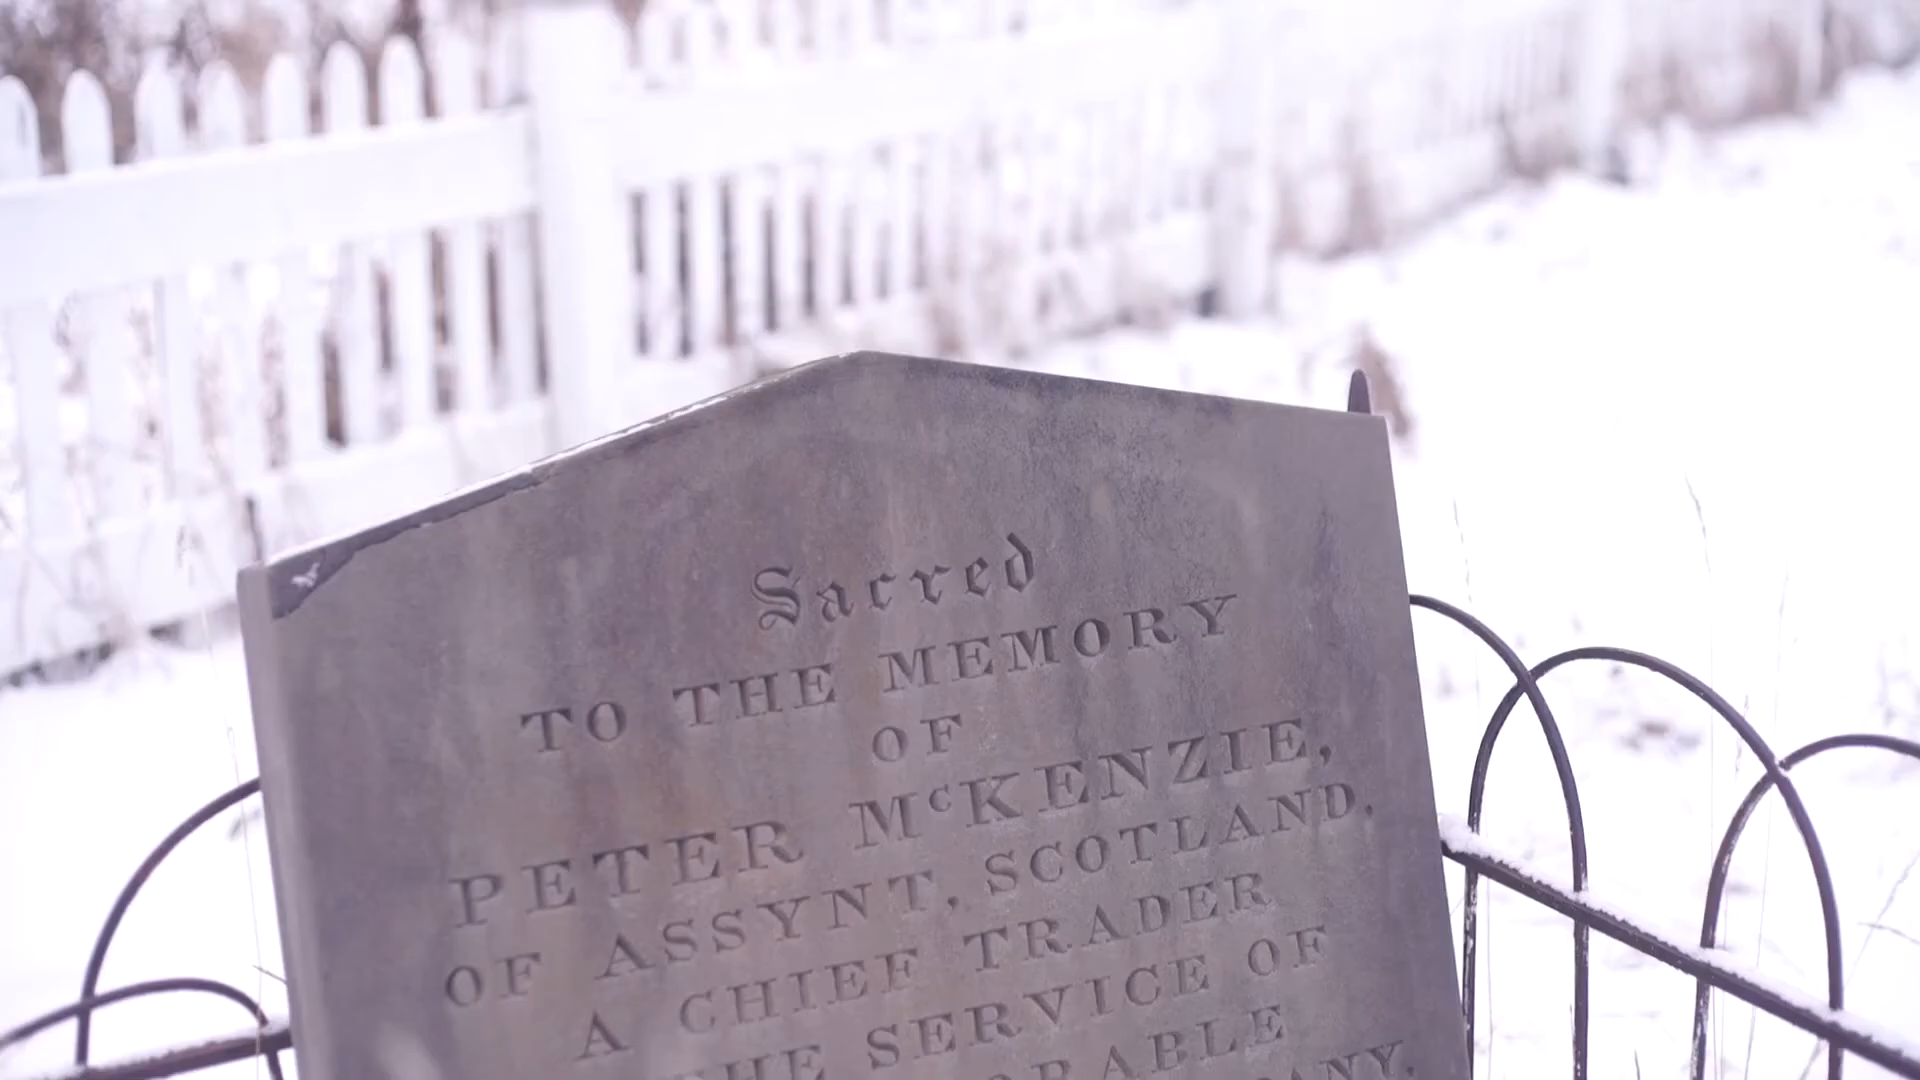 Sacred
TO THE MEMORY
OF
PETER McKENZIE,
OF ASSYNT, SCOTLAND.
A CHIEF TRADER
SERVICE OF